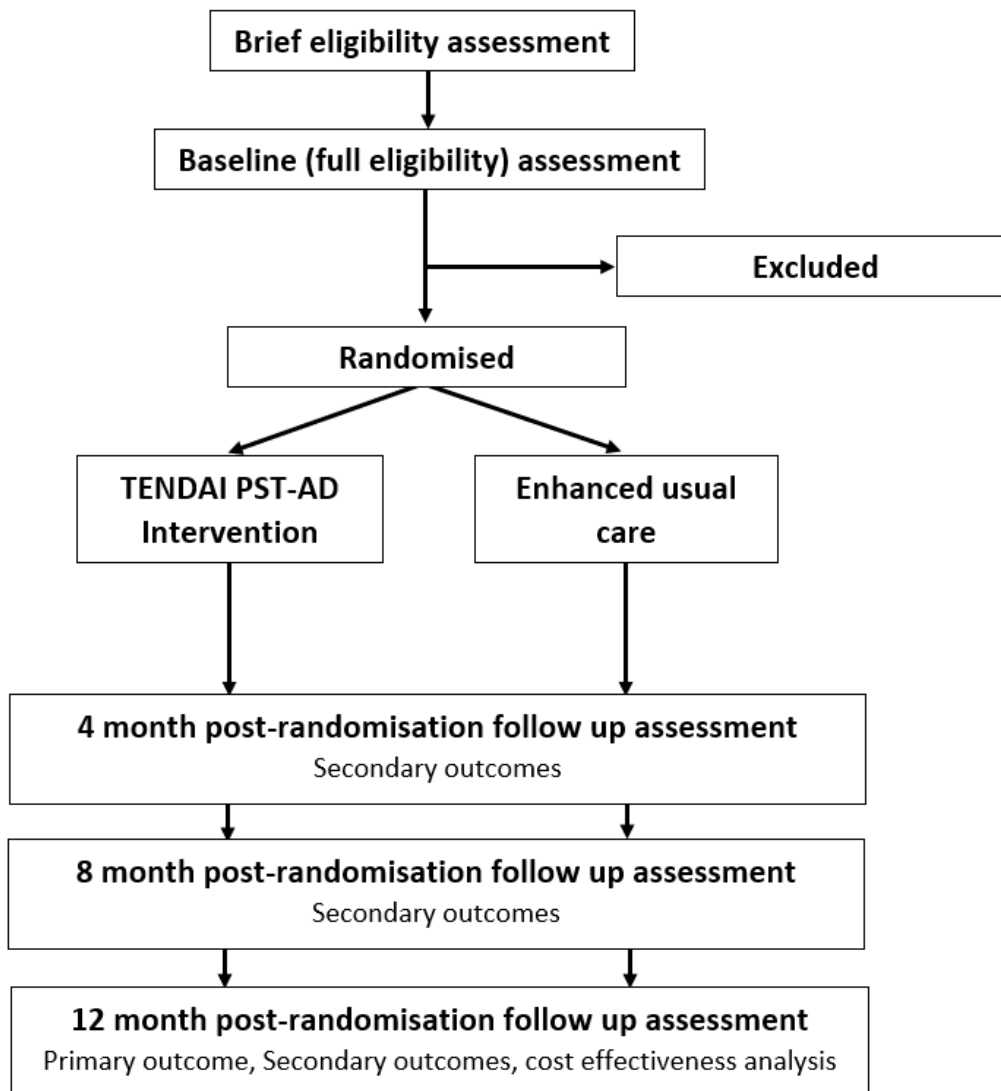 Brief eligibility assessment
Baseline (full eligibility) assessment
Excluded
Randomised
TENDAI PST-AD
Intervention
Enhanced usual
care
4 month post-randomisation follow up assessment
Secondary outcomes
8 month post-randomisation follow up assessment
Secondary outcomes
12 month post-randomisation follow up assessment
Primary outcome, Secondary outcomes, cost effectiveness analysis